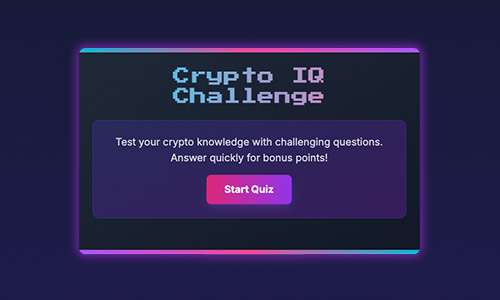 Crypto IQ
Challenge
Test your crypto knowledge with challenging questions.
Answer quickly for bonus points!
Start Quiz